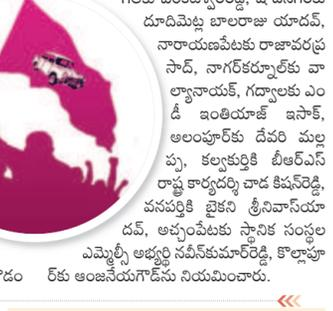 దూదిమెట్ల బాలరాజు యాదవ్,
నారాయణపేటకు రాజావరప్ర
సాద్, నాగర్‌కర్నూల్‌కు వా
ల్యానాయక్, గద్వాలకు ఎం
డీ ఇంతియాజ్ ఇసాక్,
అలంపూర్‌కు దేవరి మల్ల
ప్ప, కల్వకుర్తికి బీఆర్ఎస్
రాష్ట్ర కార్యదర్శి చాడ కిషన్‌రెడ్డి,
వనపర్తికి బైకని శ్రీనివాస్‌యా
దవ్, అచ్చంపేటకు స్థానిక సంస్థల
ఎమ్మెల్సీ అభ్యర్థి నవీన్‌కుమార్‌రెడ్డి, కొల్లాపూ
ర్‌కు ఆంజనేయగౌడ్‌ను నియమించారు.